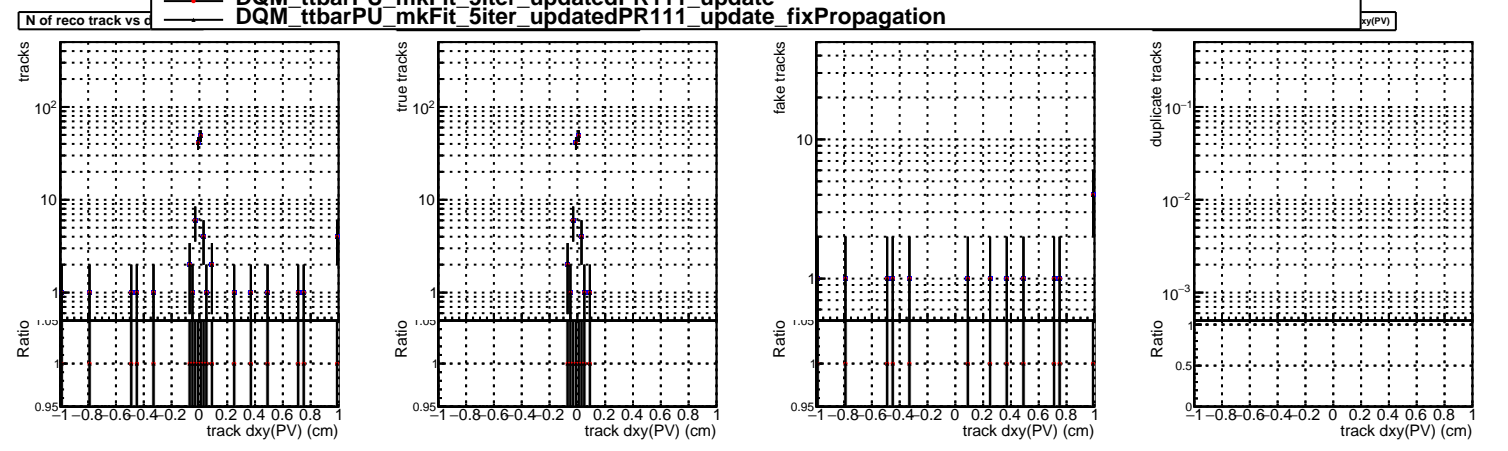 DQM_ttbarPU_mkFit_5iter_updatedPR111_update
DQM_ttbarPU_mkFit_5iter_updatedPR111_update_fixPropagation
N of reco track vs d
xy(PV)
tracks
10²
10
1
Ratio
1.05
1
0.95
−1 −0.8 −0.6 −0.4 −0.2 0 0.2 0.4 0.6 0.8 1
track dxy(PV) (cm)
true tracks
10²
10
1
Ratio
1.05
1
0.95
−1 −0.8 −0.6 −0.4 −0.2 0 0.2 0.4 0.6 0.8 1
track dxy(PV) (cm)
fake tracks
10
1
Ratio
1.05
1
0.95
−1 −0.8 −0.6 −0.4 −0.2 0 0.2 0.4 0.6 0.8 1
track dxy(PV) (cm)
duplicate tracks
10⁻¹
10⁻²
10⁻³
Ratio
1
0.5
0
−1 −0.8 −0.6 −0.4 −0.2 0 0.2 0.4 0.6 0.8 1
track dxy(PV) (cm)